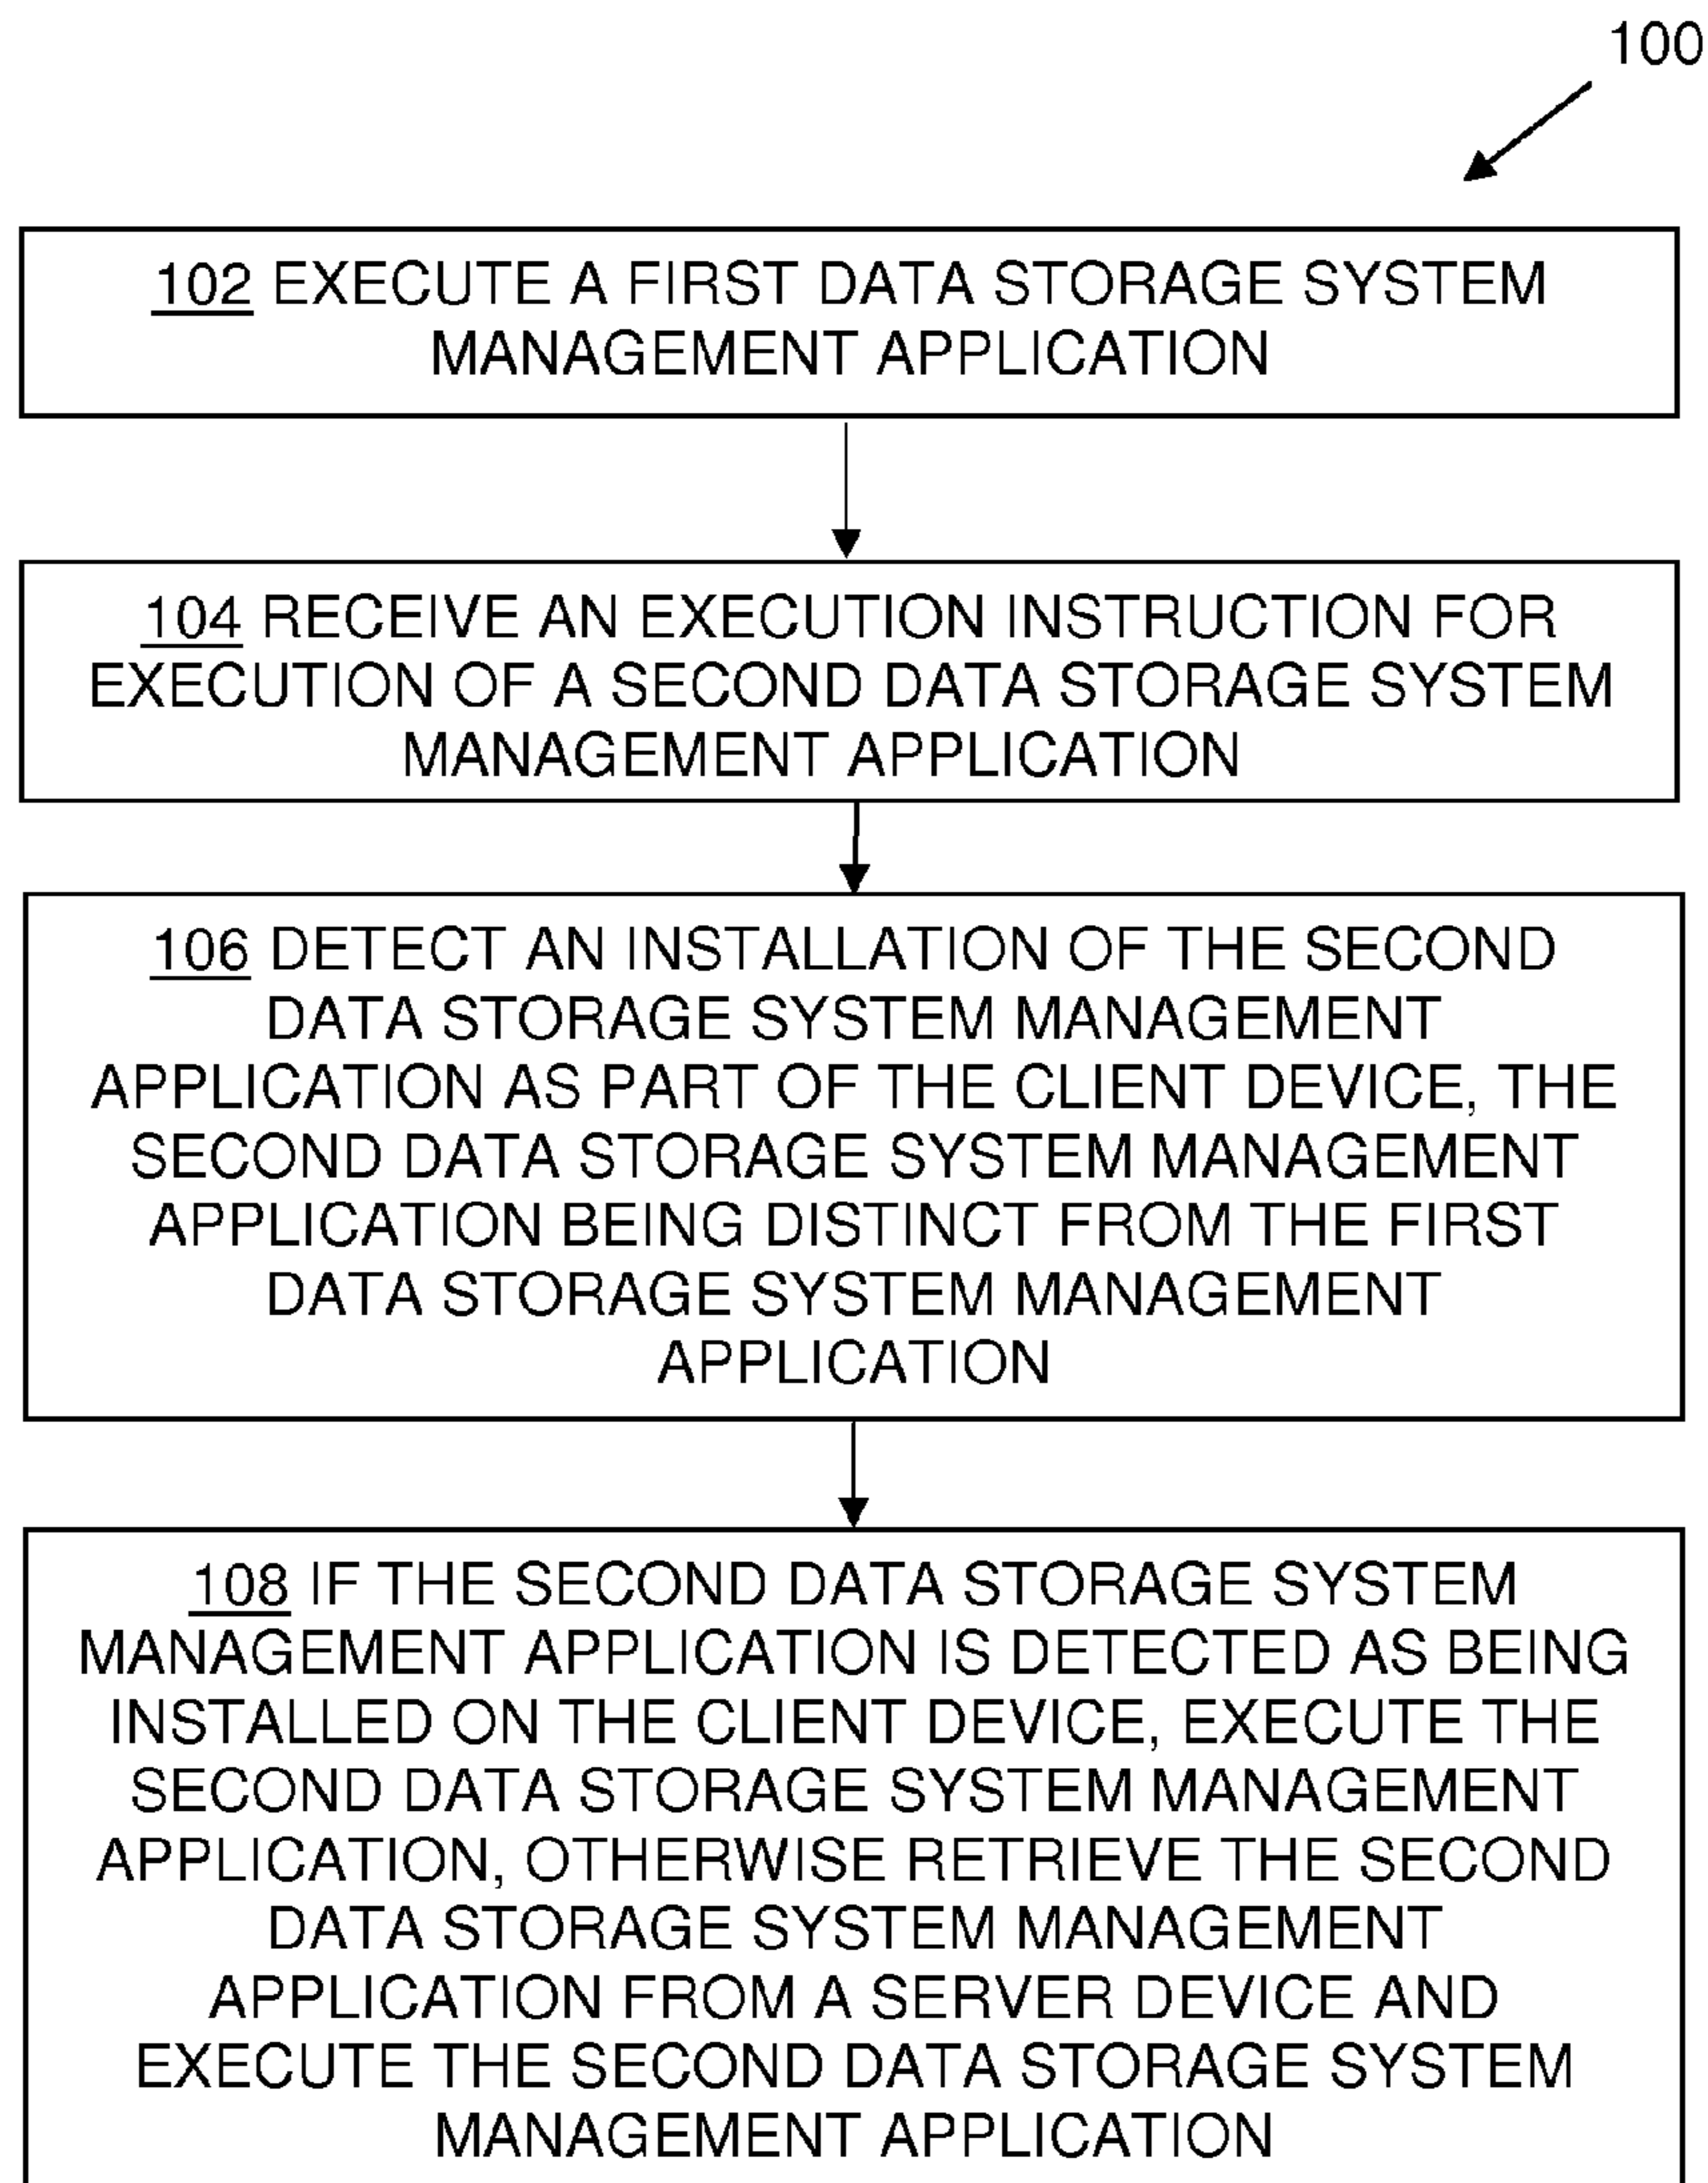 100
102 EXECUTE A FIRST DATA STORAGE SYSTEM
MANAGEMENT APPLICATION
104 RECEIVE AN EXECUTION INSTRUCTION FOR
EXECUTION OF A SECOND DATA STORAGE SYSTEM
MANAGEMENT APPLICATION
106 DETECT AN INSTALLATION OF THE SECOND
DATA STORAGE SYSTEM MANAGEMENT
APPLICATION AS PART OF THE CLIENT DEVICE, THE
SECOND DATA STORAGE SYSTEM MANAGEMENT
APPLICATION BEING DISTINCT FROM THE FIRST
DATA STORAGE SYSTEM MANAGEMENT
APPLICATION
108 IF THE SECOND DATA STORAGE SYSTEM
MANAGEMENT APPLICATION IS DETECTED AS BEING
INSTALLED ON THE CLIENT DEVICE, EXECUTE THE
SECOND DATA STORAGE SYSTEM MANAGEMENT
APPLICATION, OTHERWISE RETRIEVE THE SECOND
DATA STORAGE SYSTEM MANAGEMENT
APPLICATION FROM A SERVER DEVICE AND
EXECUTE THE SECOND DATA STORAGE SYSTEM
MANAGEMENT APPLICATION